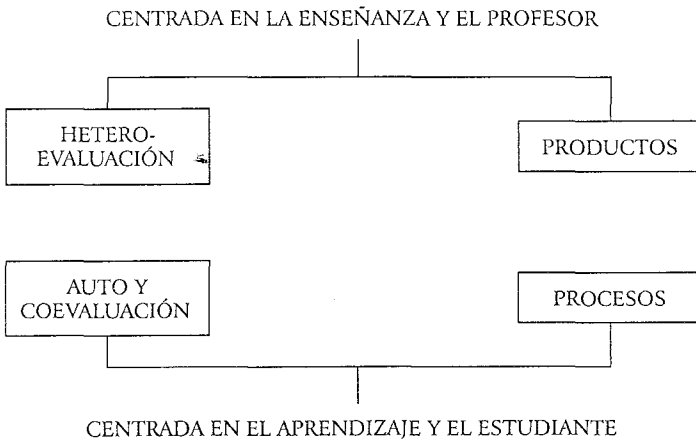 CENTRADA EN LA ENSEÑANZA Y EL PROFESOR
HETERO-
EVALUACIÓN
PRODUCTOS
AUTO Y
COEVALUACIÓN
PROCESOS
CENTRADA EN EL APRENDIZAJE Y EL ESTUDIANTE